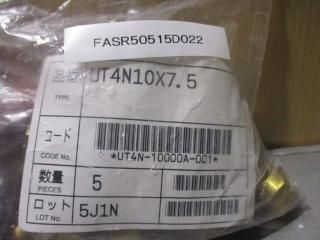 FASR50515D022
品番 UT4N10X7.5
TYPE
コード
CODE No.
*UT4N-10000A-001*
数量 5
PIECES
ロット 5J1N
LOT No.